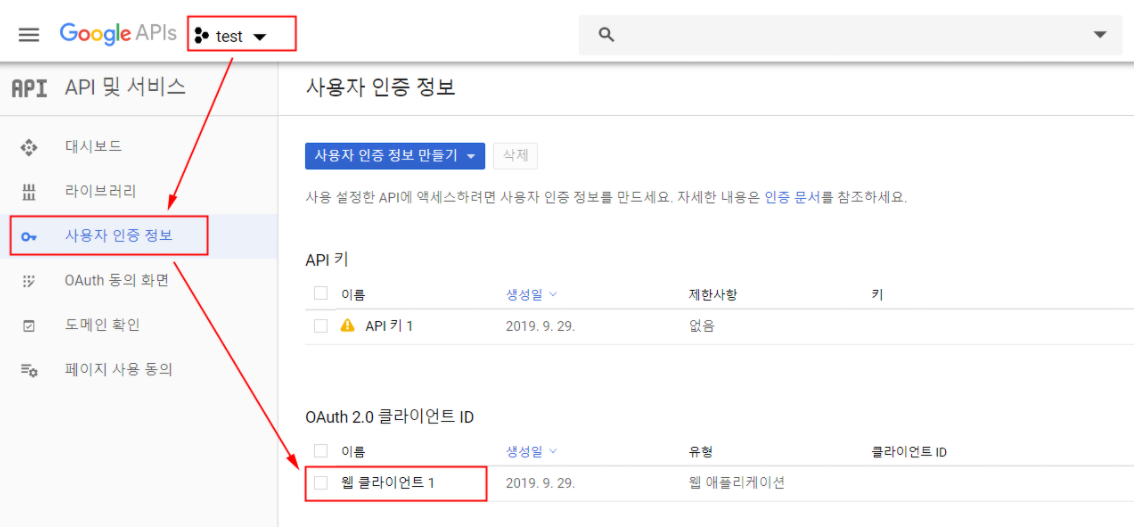 Google APIs test
API API 및 서비스
사용자 인증 정보
대시보드
라이브러리
사용자 인증 정보
OAuth 동의 화면
도메인 확인
페이지 사용 동의
사용자 인증 정보 만들기 삭제
사용 설정한 API에 액세스하려면 사용자 인증 정보를 만드세요. 자세한 내용은 인증 문서를 참조하세요.
API 키
이름 생성일 제한사항 키
API 키 1 2019. 9. 29. 없음
OAuth 2.0 클라이언트 ID
이름 생성일 유형 클라이언트 ID
웹 클라이언트 1 2019. 9. 29. 웹 애플리케이션